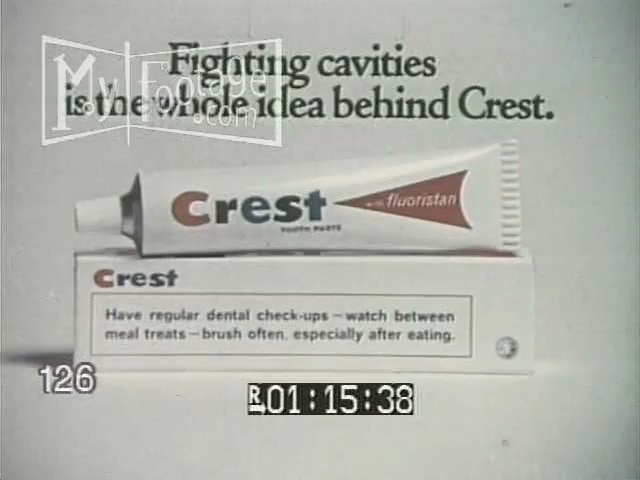 Fighting cavities
is the whole idea behind Crest.
MyFootage
.com
Crest
with fluoristan
TOOTH PASTE
Crest
Have regular dental check-ups – watch between
meal treats – brush often, especially after eating.
126
R 01:15:38